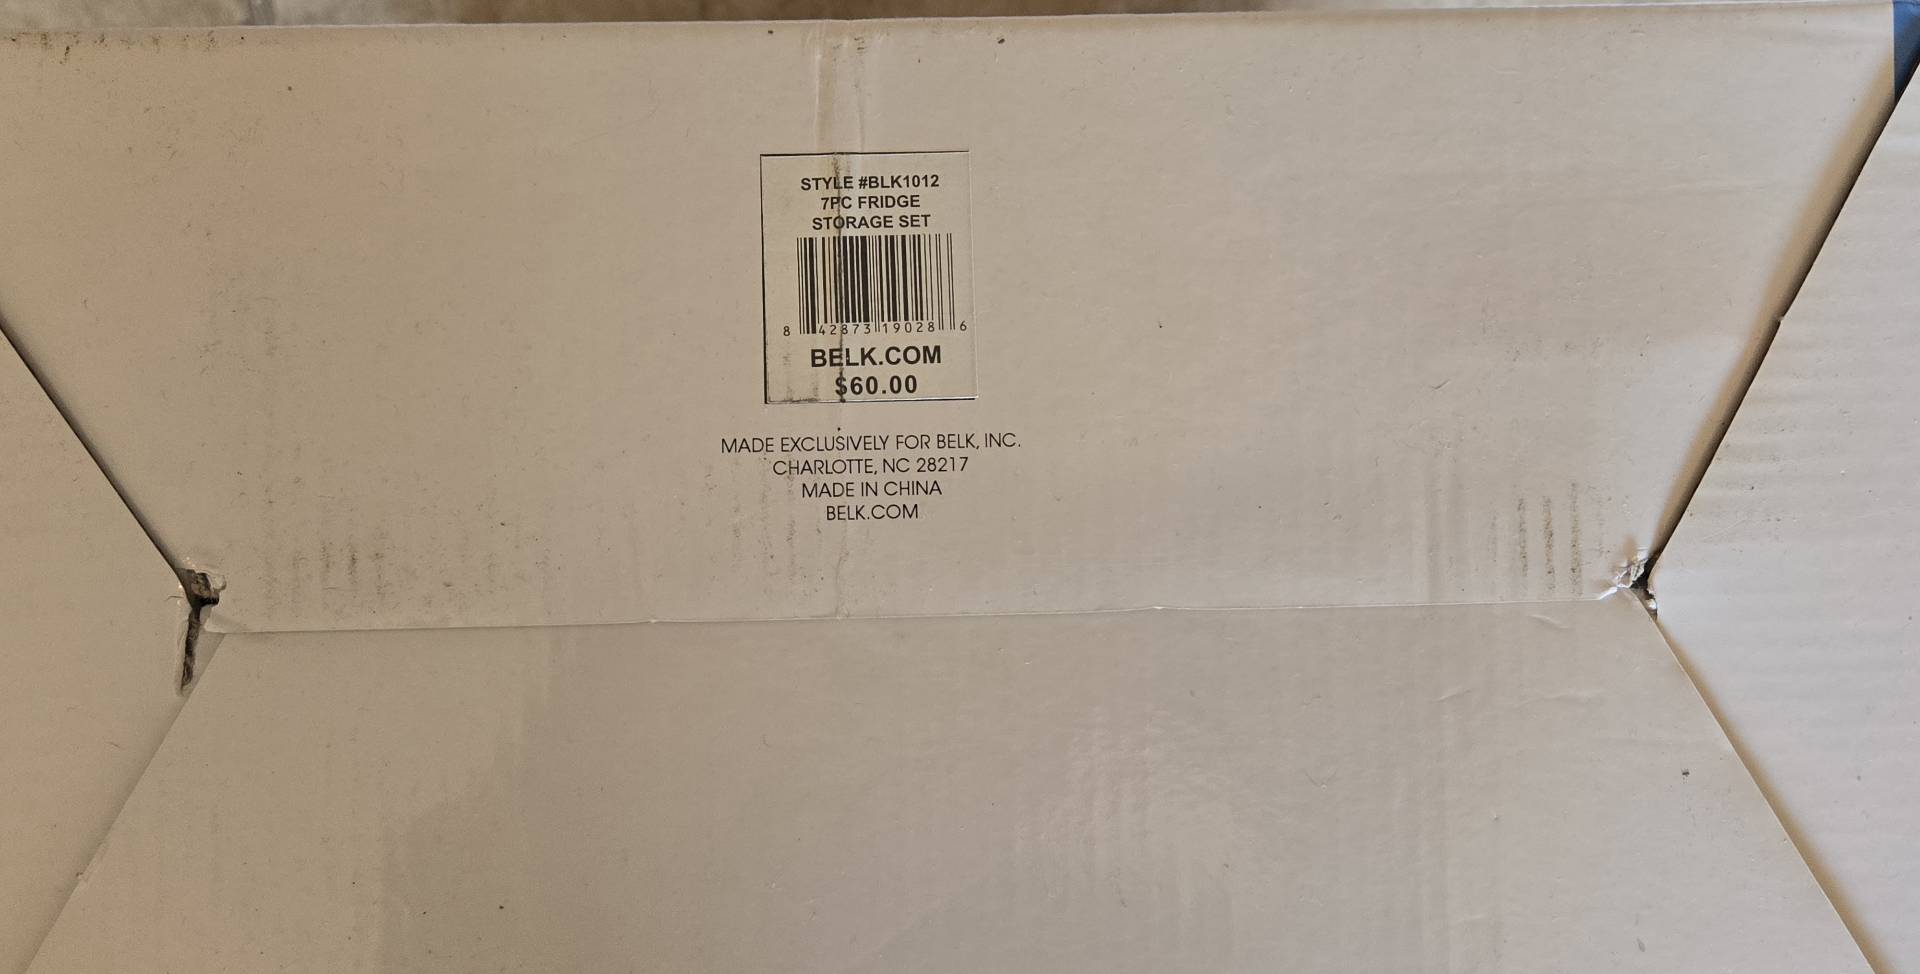 STYLE #BLK1012
7PC FRIDGE
STORAGE SET
8 42873 19028 6
BELK.COM
$60.00
MADE EXCLUSIVELY FOR BELK, INC.
CHARLOTTE, NC 28217
MADE IN CHINA
BELK.COM